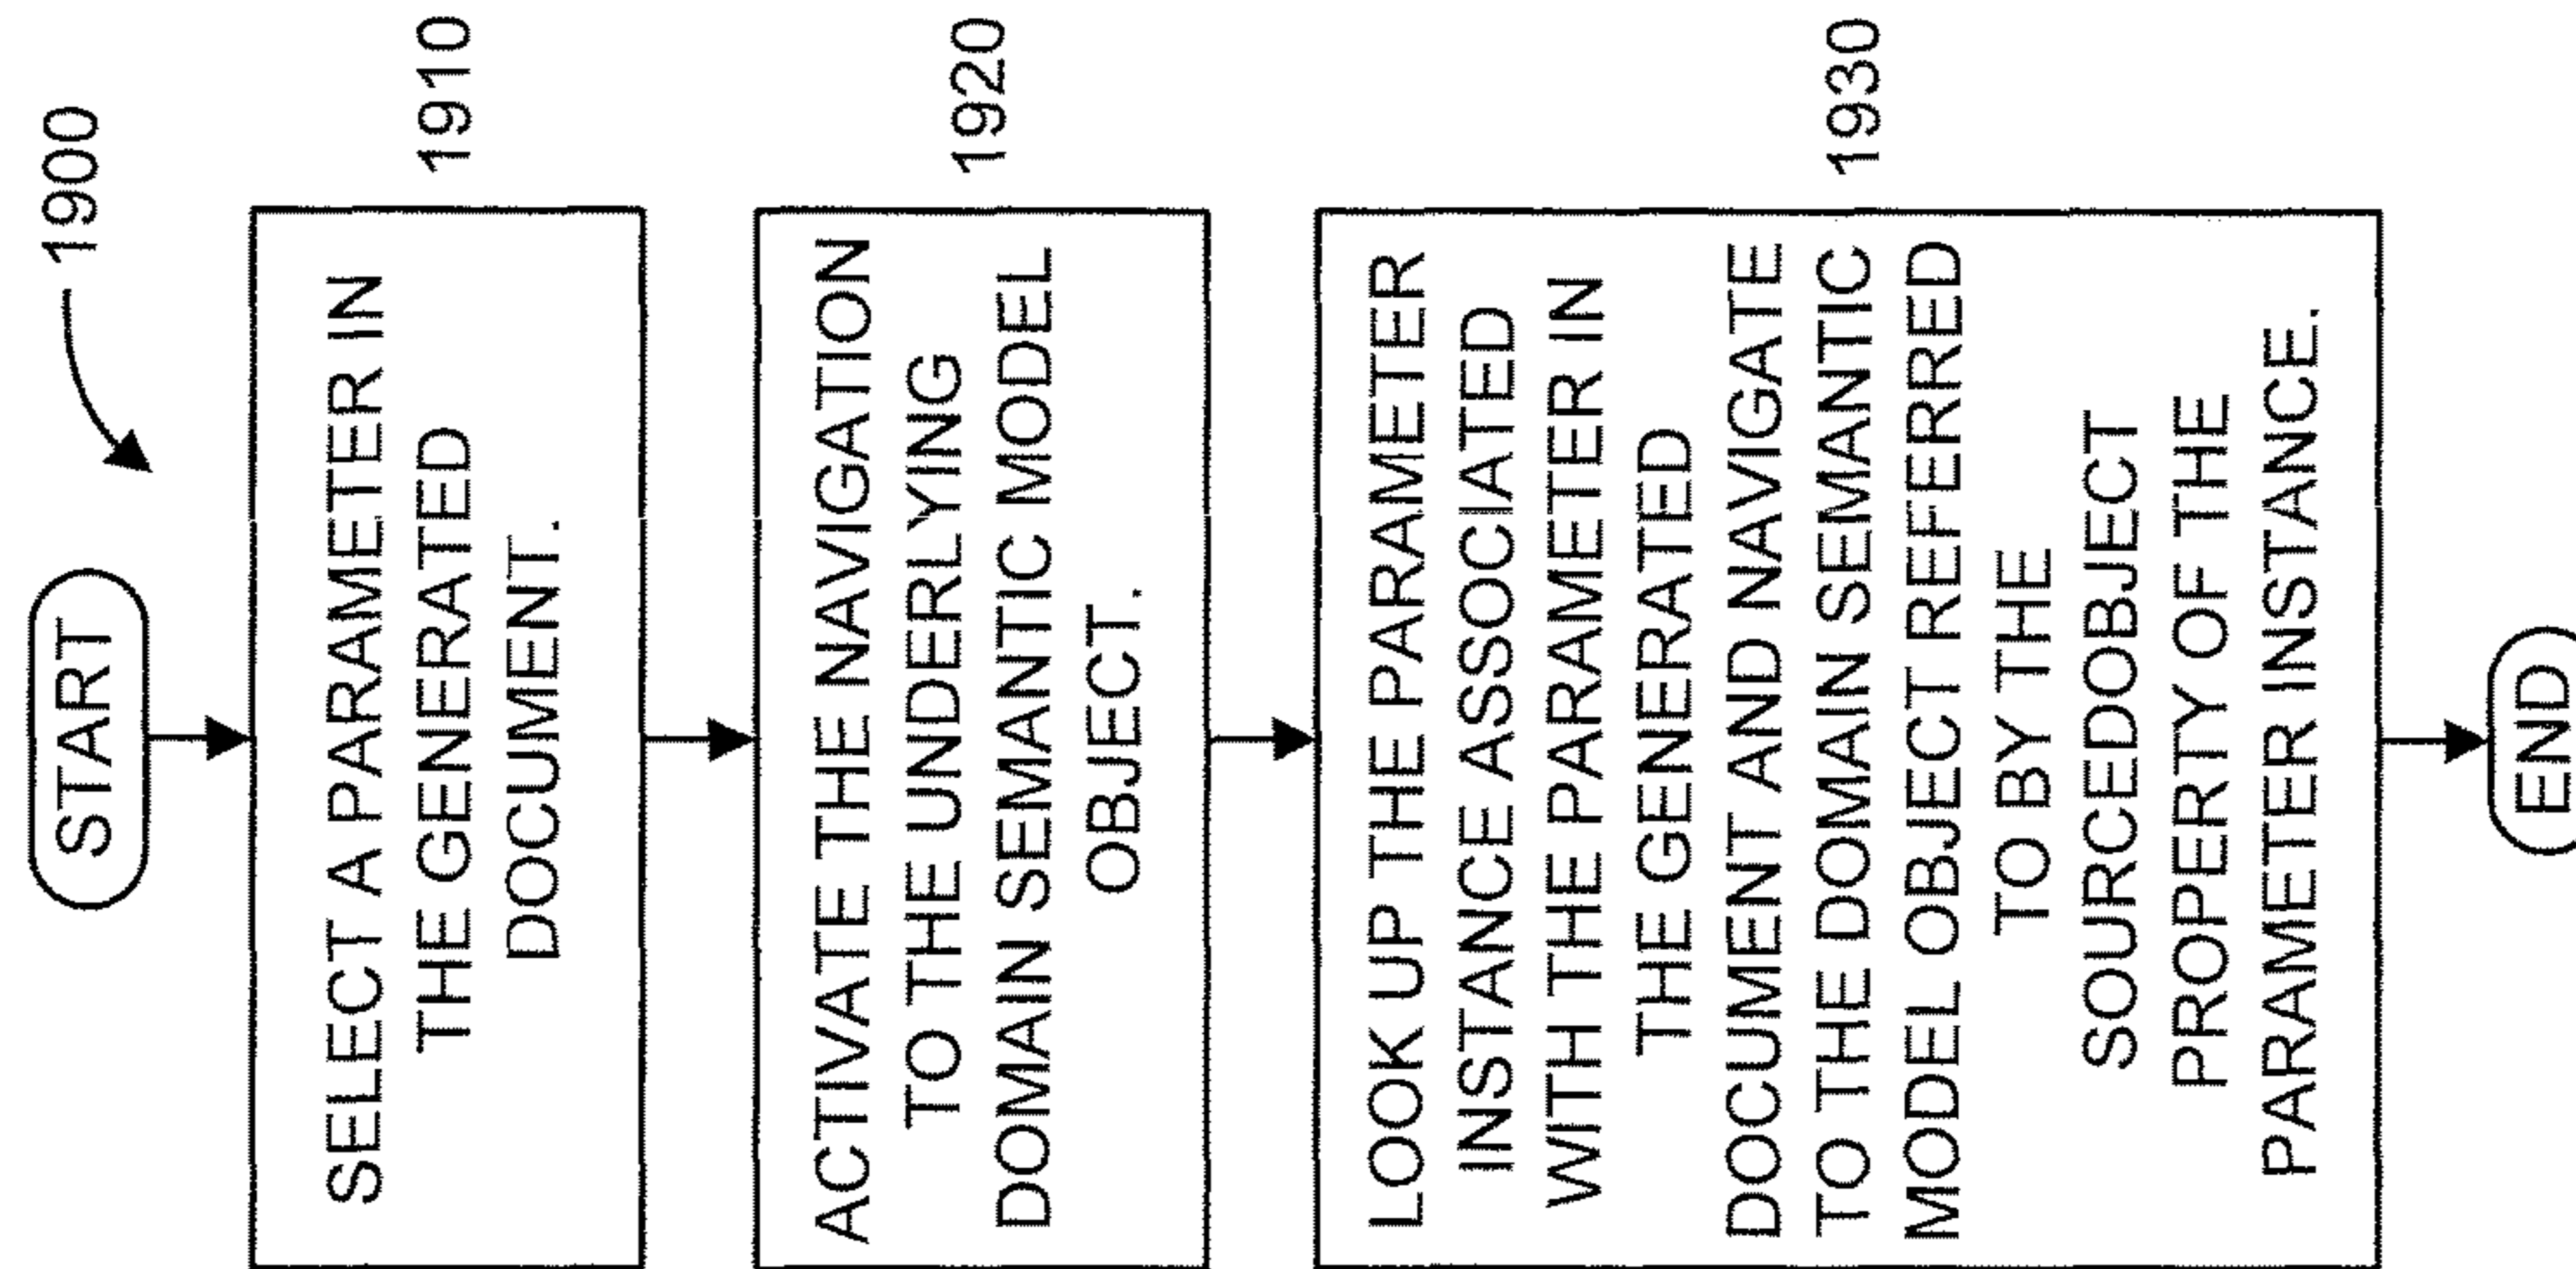 1900
START
SELECT A PARAMETER IN
THE GENERATED
DOCUMENT.
1910
ACTIVATE THE NAVIGATION
TO THE UNDERLYING
DOMAIN SEMANTIC MODEL
OBJECT.
1920
LOOK UP THE PARAMETER
INSTANCE ASSOCIATED
WITH THE PARAMETER IN
THE GENERATED
DOCUMENT AND NAVIGATE
TO THE DOMAIN SEMANTIC
MODEL OBJECT REFERRED
TO BY THE
SOURCEDOBJECT
PROPERTY OF THE
PARAMETER INSTANCE.
1930
END